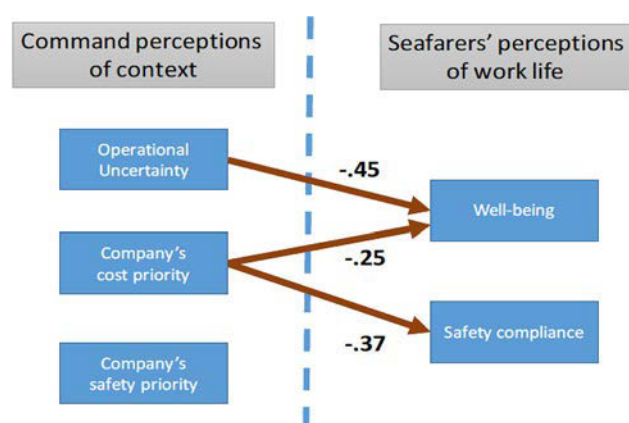 Command perceptions
of context
Seafarers' perceptions
of work life
Operational
Uncertainty
-.45
Well-being
Company's
cost priority
-.25
-.37
Safety compliance
Company's
safety priority